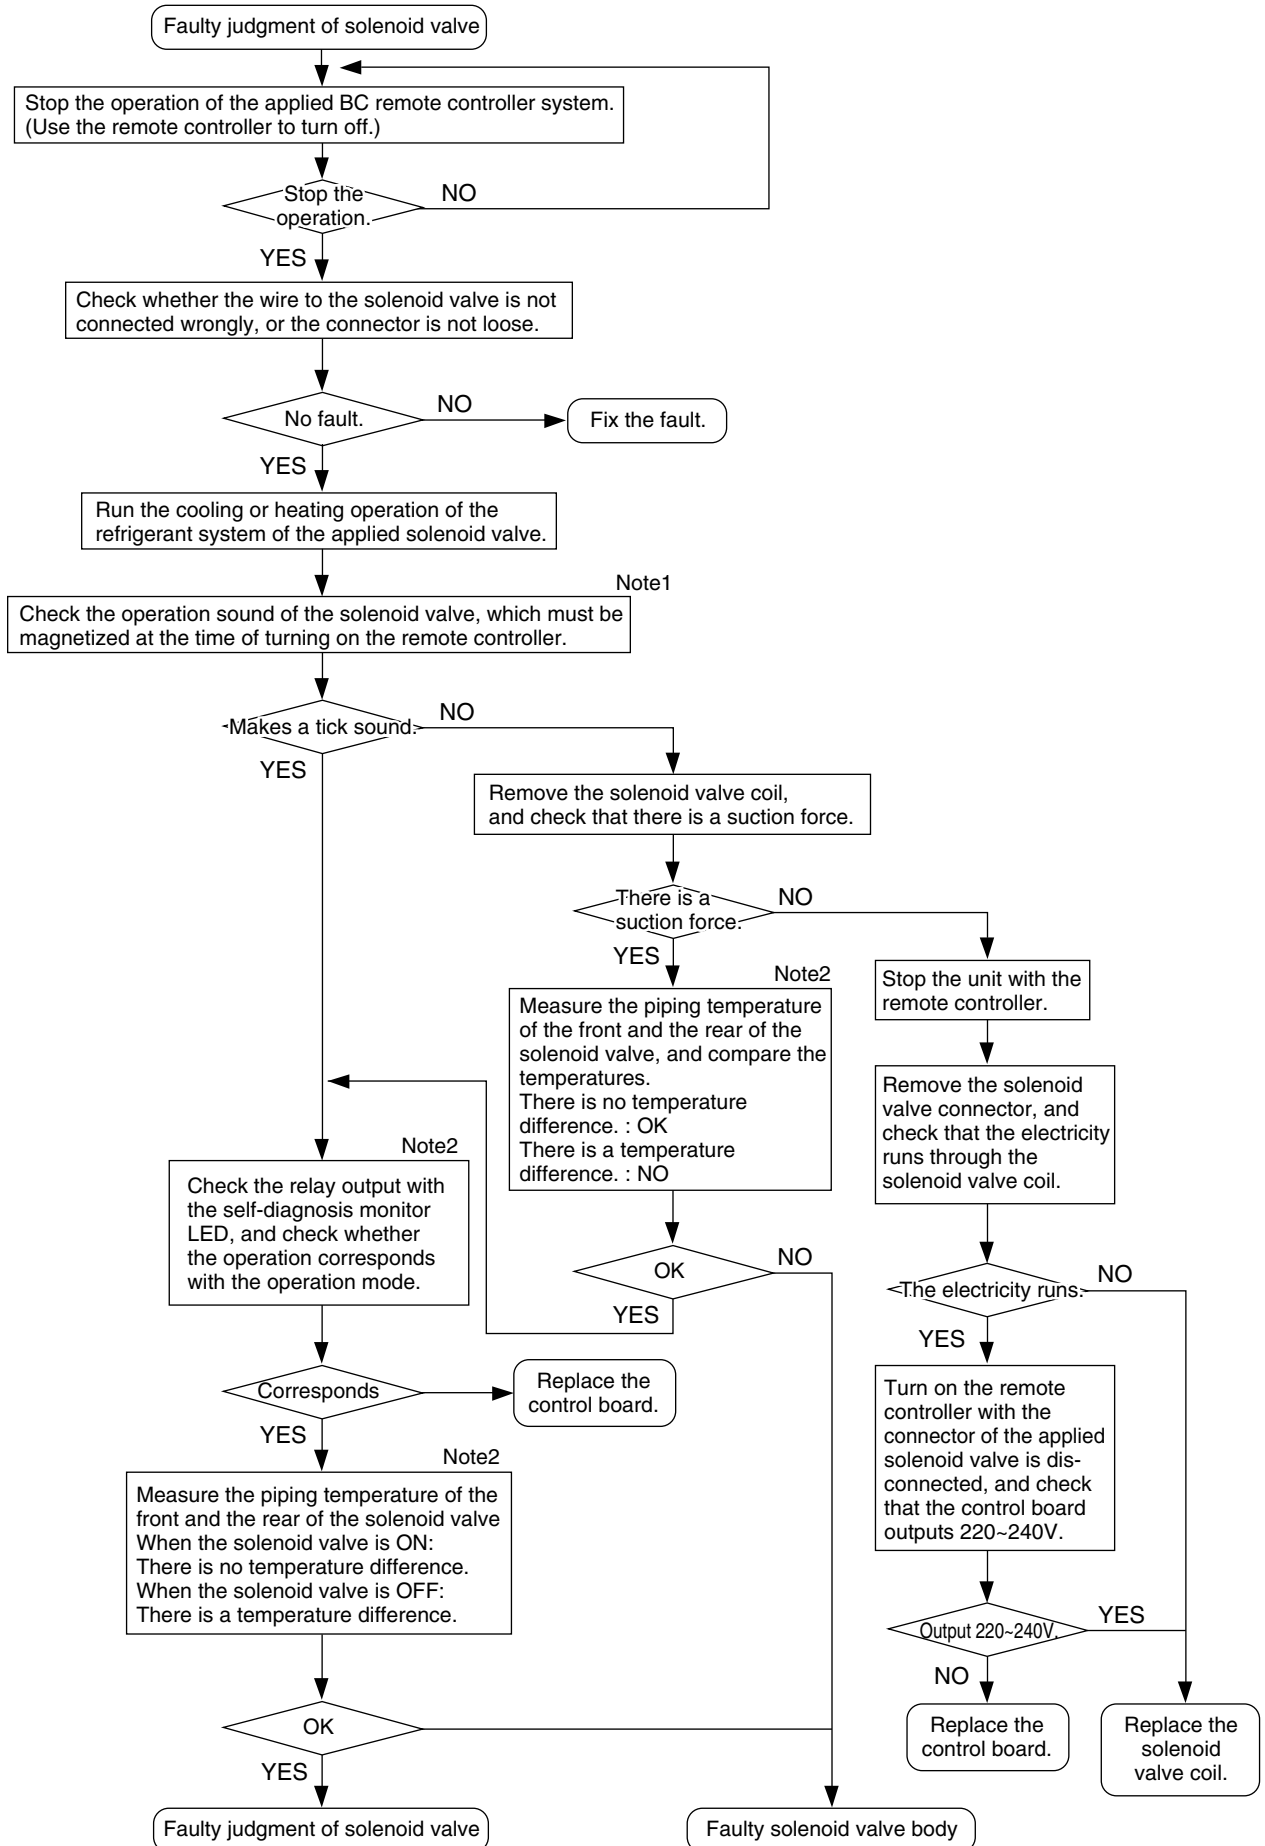 Faulty judgment of solenoid valve
Stop the operation of the applied BC remote controller system.
(Use the remote controller to turn off.)
Stop the
operation.
NO
YES
Check whether the wire to the solenoid valve is not
connected wrongly, or the connector is not loose.
No fault.
NO
Fix the fault.
YES
Run the cooling or heating operation of the
refrigerant system of the applied solenoid valve.
Note1
Check the operation sound of the solenoid valve, which must be
magnetized at the time of turning on the remote controller.
Makes a tick sound.
NO
YES
Remove the solenoid valve coil,
and check that there is a suction force.
There is a
suction force.
NO
YES
Note2
Measure the piping temperature
of the front and the rear of the
solenoid valve, and compare the
temperatures.
There is no temperature
difference. : OK
There is a temperature
difference. : NO
Stop the unit with the
remote controller.
Remove the solenoid
valve connector, and
check that the electricity
runs through the
solenoid valve coil.
Note2
Check the relay output with
the self-diagnosis monitor
LED, and check whether
the operation corresponds
with the operation mode.
OK
NO
YES
The electricity runs.
NO
YES
Corresponds
Replace the
control board.
YES
Turn on the remote
controller with the
connector of the applied
solenoid valve is dis-
connected, and check
that the control board
outputs 220~240V.
Note2
Measure the piping temperature of the
front and the rear of the solenoid valve
When the solenoid valve is ON:
There is no temperature difference.
When the solenoid valve is OFF:
There is a temperature difference.
Output 220~240V.
YES
NO
OK
YES
Replace the
control board.
Replace the
solenoid
valve coil.
Faulty judgment of solenoid valve
Faulty solenoid valve body